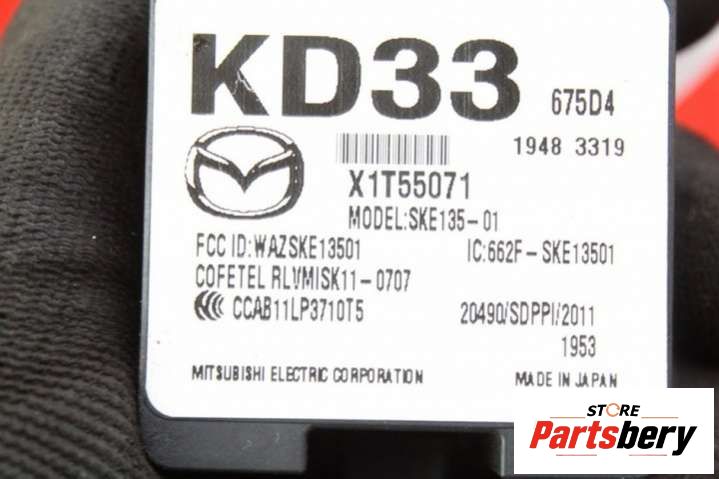 KD33 675D4
1948 3319
X1T55071
MODEL:SKE135-01
FCC ID:WAZSKE13501 IC:662F-SKE13501
COFETEL RLVMISK11-0707
CCAB11LP3710T5 20490/SDPPI/2011
1953
MITSUBISHI ELECTRIC CORPORATION MADE IN JAPAN
STORE
Partsbery